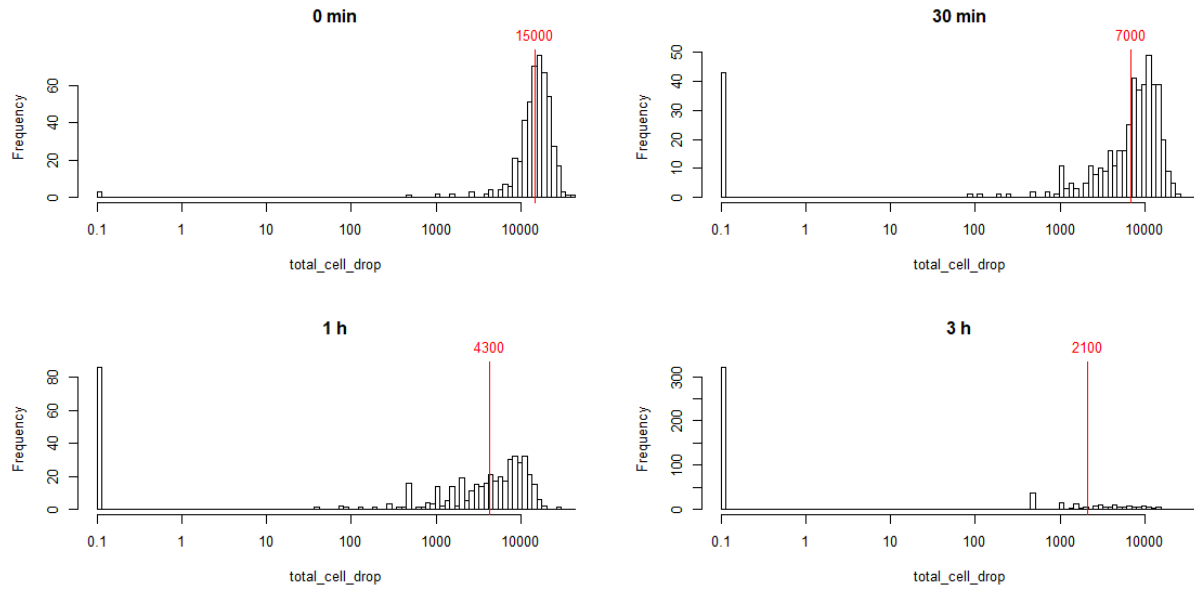 0 min
15000
Frequency
0 20 40 60
0.1 1 10 100 1000 10000
total_cell_drop
30 min
7000
Frequency
0 10 20 30 40 50
0.1 1 10 100 1000 10000
total_cell_drop
1 h
4300
Frequency
0 20 40 60 80
0.1 1 10 100 1000 10000
total_cell_drop
3 h
2100
Frequency
0 100 200 300
0.1 1 10 100 1000 10000
total_cell_drop